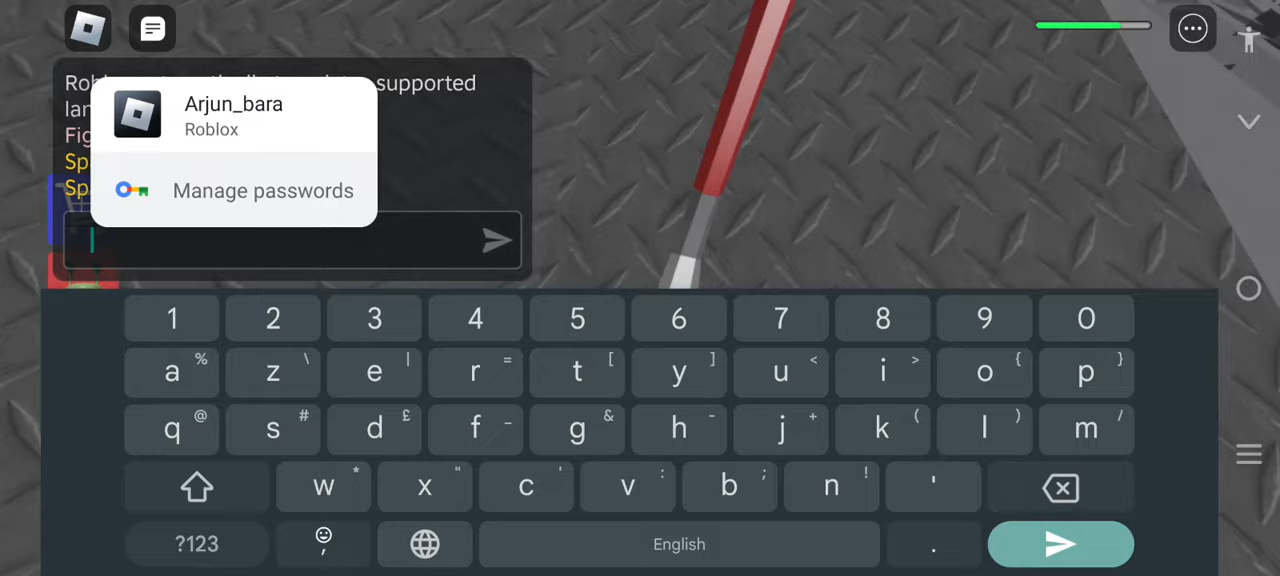 supported
Arjun_bara
Roblox
Manage passwords
1 2 3 4 5 6 7 8 9 0
a % z \ e | r = t [ y ] u < i > o { p }
q @ s # d £ f _ g & h - j + k ( l ) m /
w * x " c ' v : b ; n ! '
?123 , English .